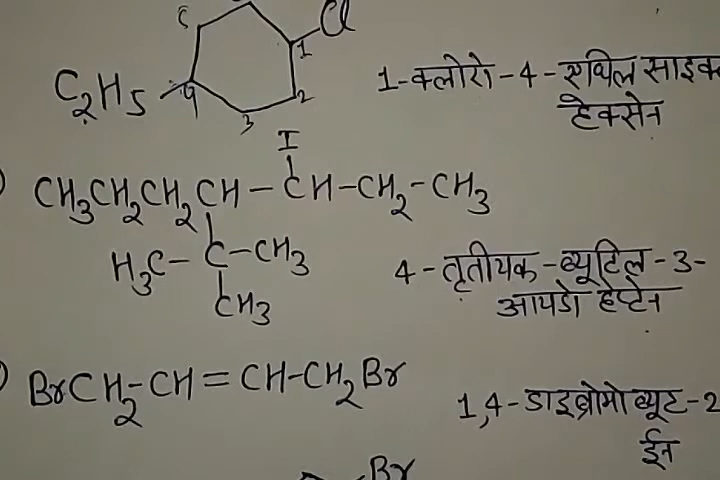 Cl
C₂H₅
6
1
2
3
4
1-क्लोरो-4-एथिल साइक
हेक्सेन
I
CH₃CH₂CH₂CH-CH-CH₂-CH₃
H₃C-C-CH₃
CH₃
4-तृतीयक-ब्यूटिल-3-
आयडो हेप्टेन
BrCH₂-CH=CH-CH₂Br
1,4-डाइब्रोमो ब्यूट-2
ईन
Br